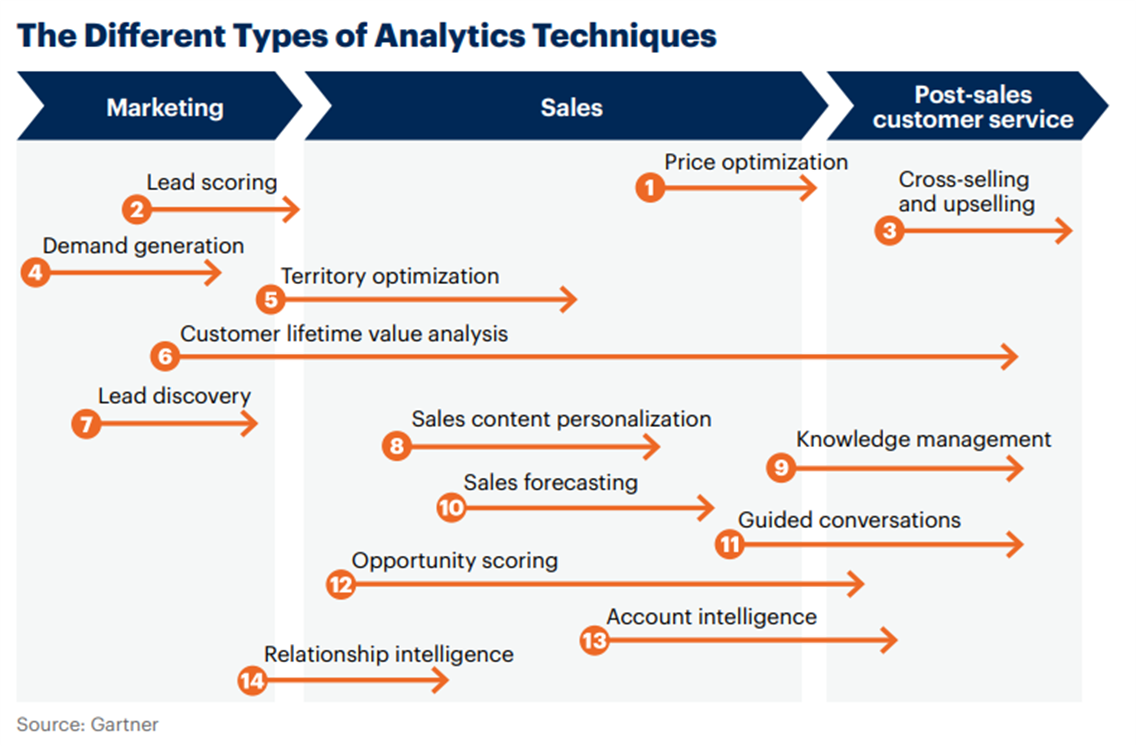 The Different Types of Analytics Techniques
Marketing
Sales
Post-sales
customer service
Price optimization
1
Lead scoring
2
Cross-selling
and upselling
3
Demand generation
4
Territory optimization
5
Customer lifetime value analysis
6
Lead discovery
7
Sales content personalization
8
Knowledge management
9
Sales forecasting
10
Guided conversations
11
Opportunity scoring
12
Account intelligence
13
Relationship intelligence
14
Source: Gartner